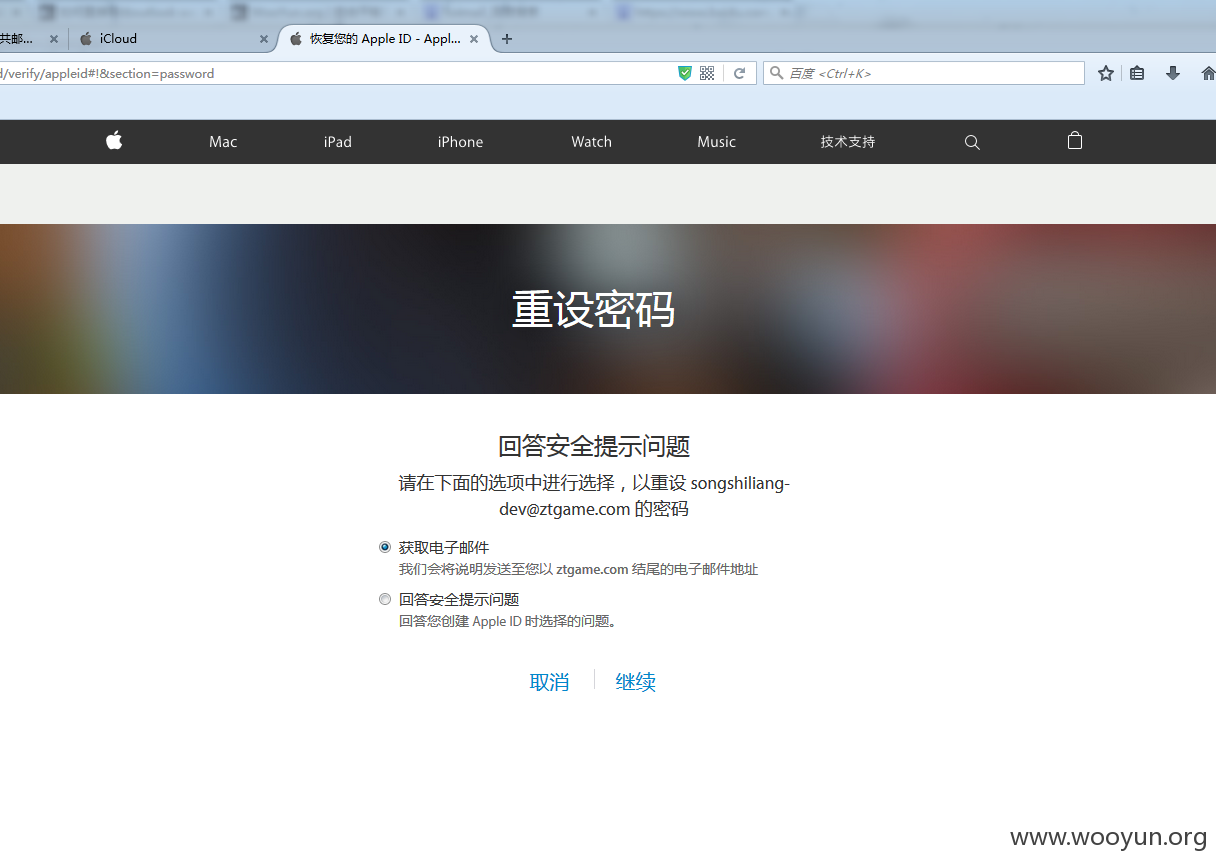 共邮...
iCloud
恢复您的 Apple ID - Appl...
/verify/appleid#!&section=password
百度 <Ctrl+K>
Mac
iPad
iPhone
Watch
Music
技术支持
重设密码
回答安全提示问题
请在下面的选项中进行选择，以重设 songshiliang-
dev@ztgame.com 的密码
获取电子邮件
我们会将说明发送至您以 ztgame.com 结尾的电子邮件地址
回答安全提示问题
回答您创建 Apple ID 时选择的问题。
取消
继续
www.wooyun.org